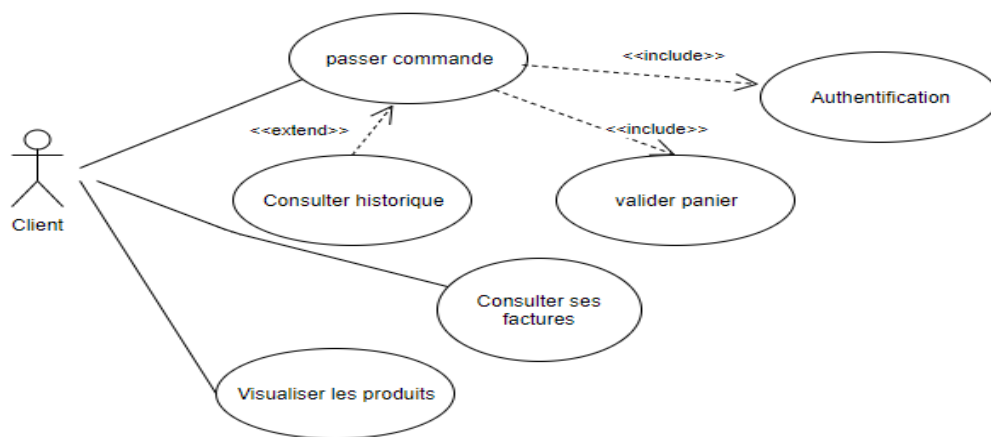 passer commande
<<include>>
Authentification
<<extend>>
<<include>>
Client
Consulter historique
valider panier
Consulter ses
factures
Visualiser les produits